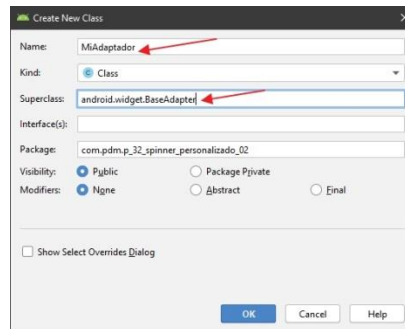 Create New Class
Name: MiAdaptador
Kind: Class
Superclass: android.widget.BaseAdapter
Interface(s):
Package: com.pdm.p_32_spinner_personalizado_02
Visibility: Public Package Private
Modifiers: None Abstract Final
Show Select Overrides Dialog
OK Cancel Help